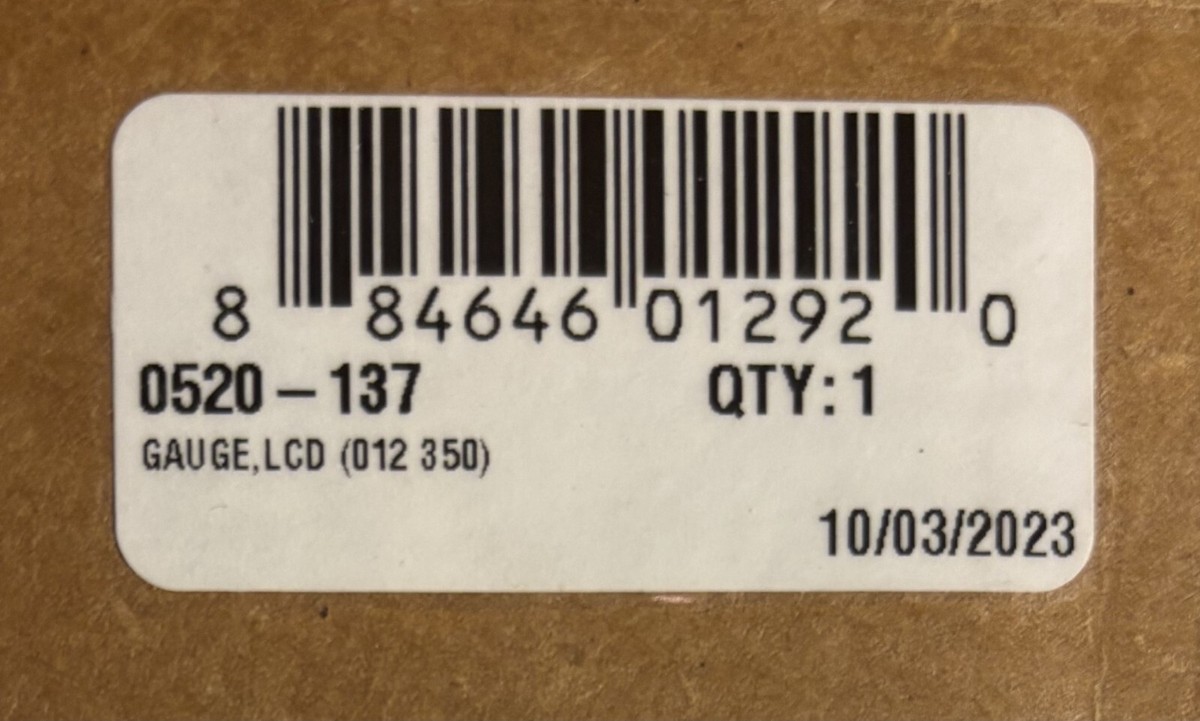 8 84646 01292 0
0520-137 QTY: 1
GAUGE,LCD (012 350)
10/03/2023